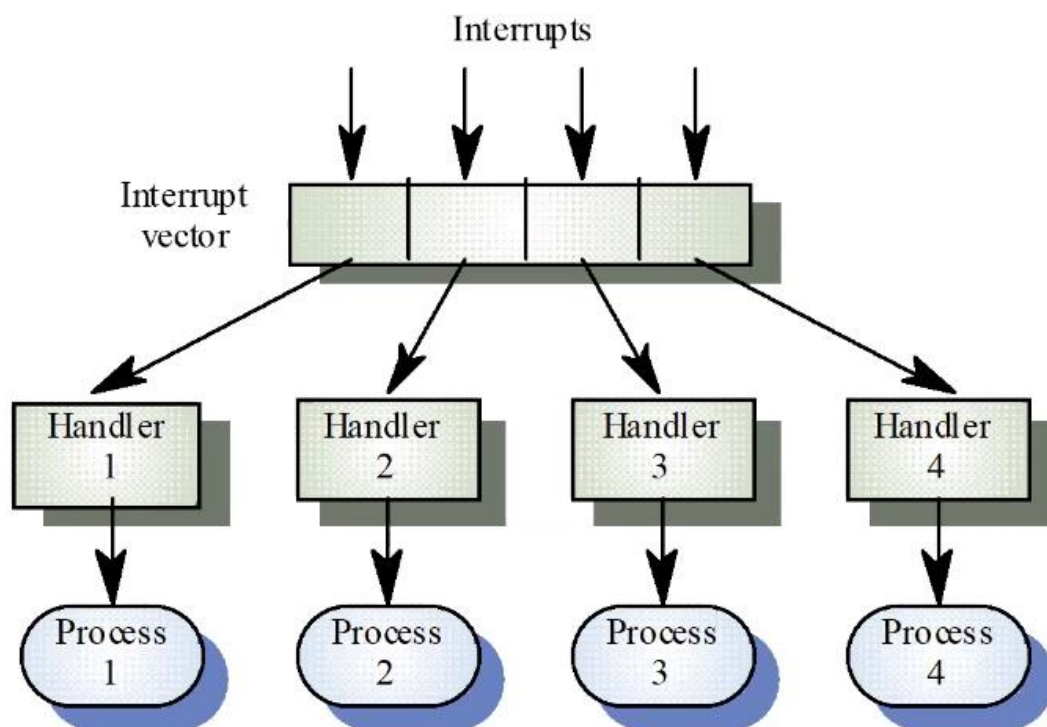 Interrupts
Interrupt
vector
Handler
1
Handler
2
Handler
3
Handler
4
Process
1
Process
2
Process
3
Process
4